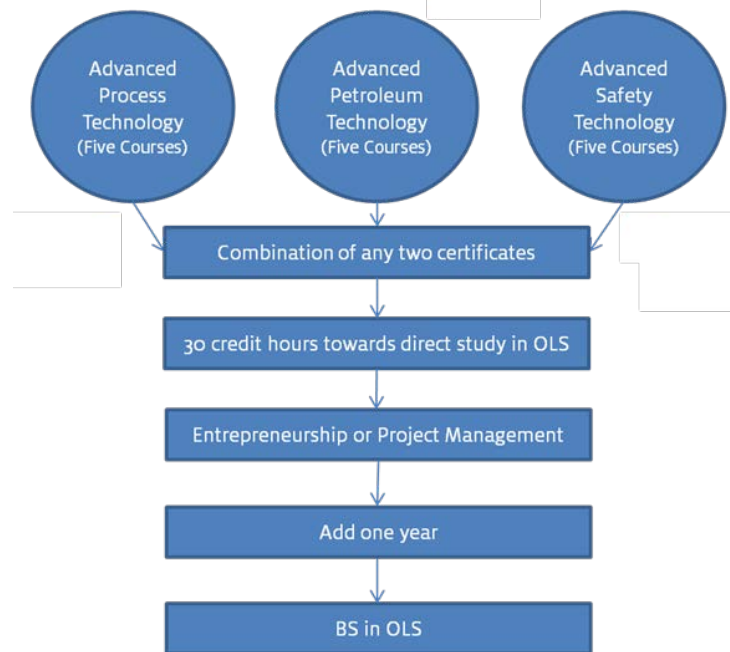 Advanced
Process
Technology
(Five Courses)
Advanced
Petroleum
Technology
(Five Courses)
Advanced
Safety
Technology
(Five Courses)
Combination of any two certificates
30 credit hours towards direct study in OLS
Entrepreneurship or Project Management
Add one year
BS in OLS